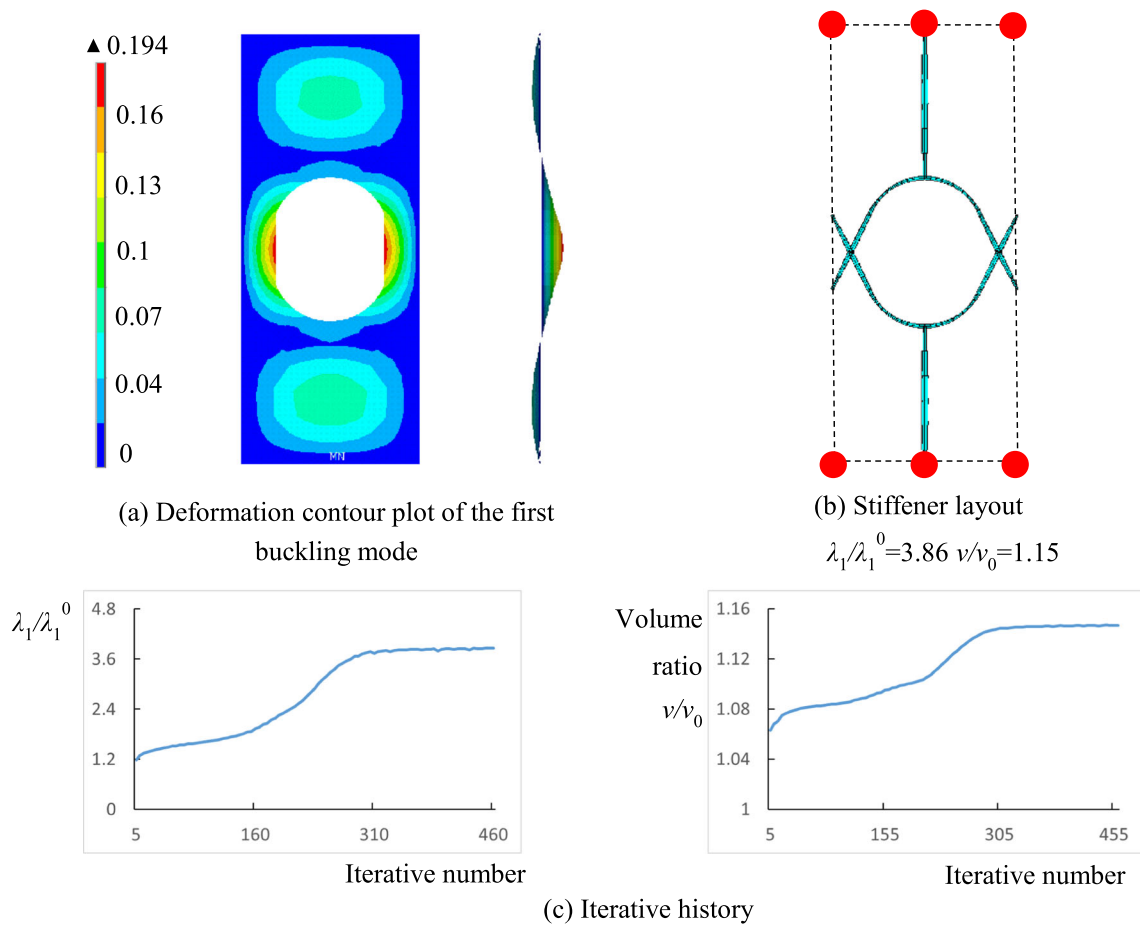 ▲ 0.194
0.16
0.13
0.1
0.07
0.04
0
MN
(a) Deformation contour plot of the first
buckling mode
(b) Stiffener layout
λ₁/λ₁⁰=3.86 v/v₀=1.15
λ₁/λ₁⁰
4.8
3.6
2.4
1.2
0
5 160 310 460
Iterative number
Volume
ratio
v/v₀
1.16
1.12
1.08
1.04
1
5 155 305 455
Iterative number
(c) Iterative history